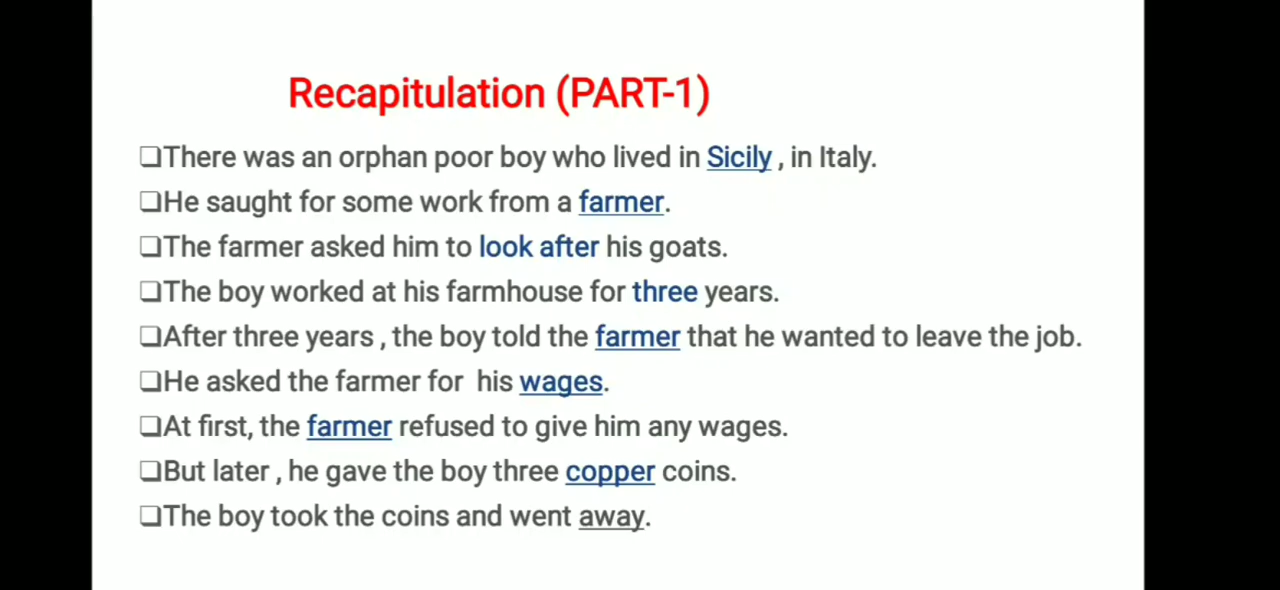 Recapitulation (PART-1)
❑There was an orphan poor boy who lived in Sicily , in Italy.
❑He saught for some work from a farmer.
❑The farmer asked him to look after his goats.
❑The boy worked at his farmhouse for three years.
❑After three years , the boy told the farmer that he wanted to leave the job.
❑He asked the farmer for  his wages.
❑At first, the farmer refused to give him any wages.
❑But later , he gave the boy three copper coins.
❑The boy took the coins and went away.